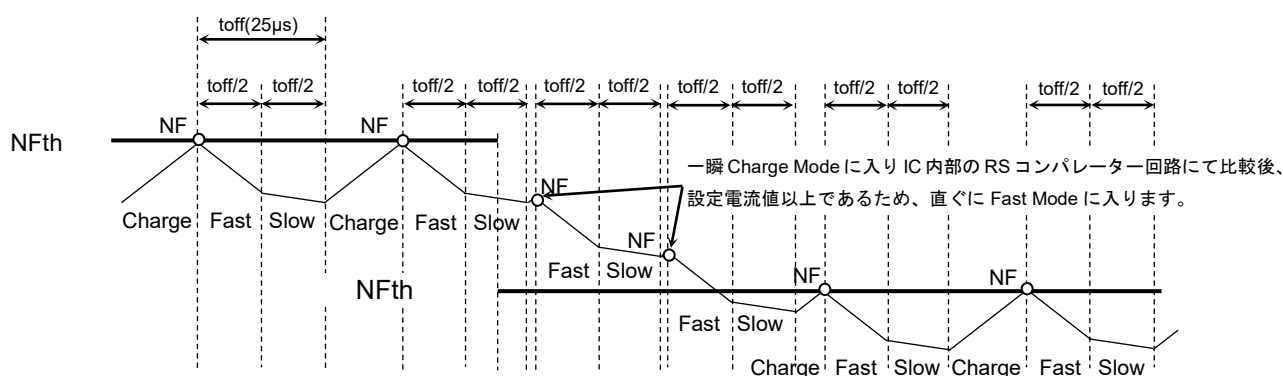 toff(25μs)
toff/2 toff/2 toff/2 toff/2 toff/2 toff/2 toff/2 toff/2 toff/2 toff/2 toff/2 toff/2
NFth NF NF
一瞬 Charge Mode に入り IC 内部の RS コンパレーター回路にて比較後、
設定電流値以上であるため、直ぐに Fast Mode に入ります。
NF
Charge Fast Slow Charge Fast Slow
NF
Fast Slow
NFth NF NF
Fast Slow
Charge Fast Slow Charge Fast Slow